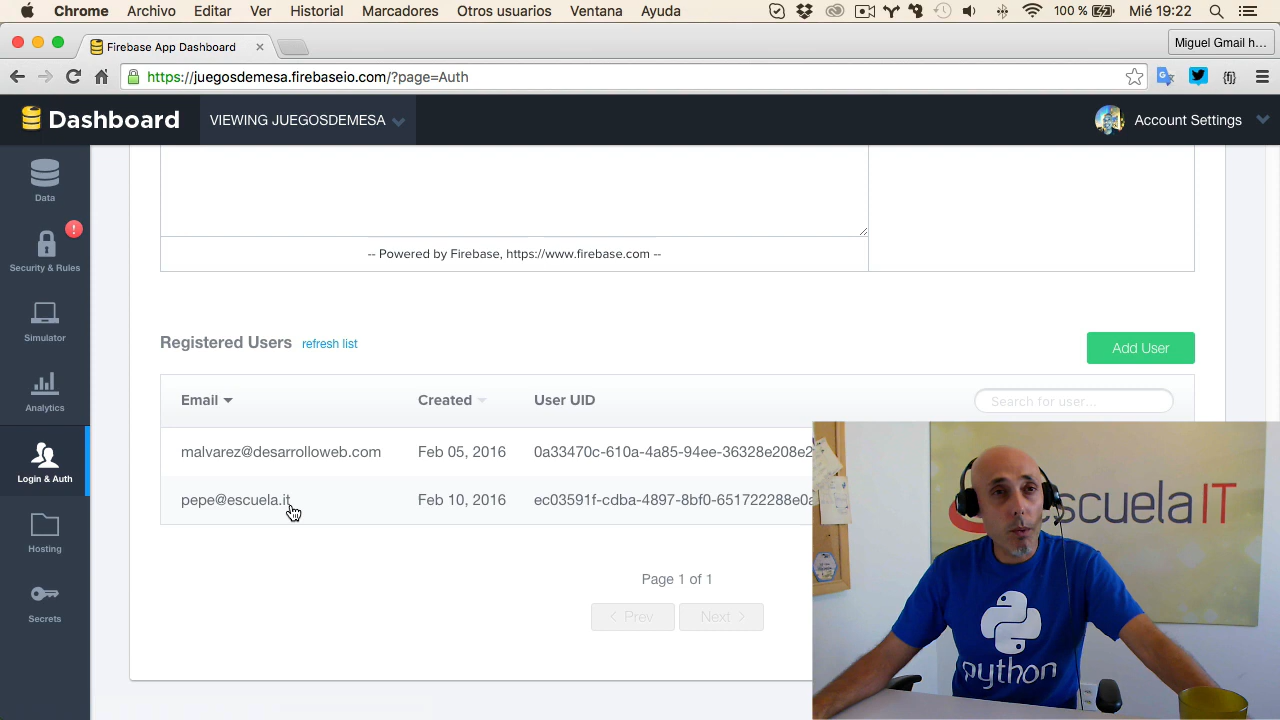 Chrome Archivo Editar Ver Historial Marcadores Otros usuarios Ventana Ayuda 100 % Mié 19:22
Firebase App Dashboard
Miguel Gmail h...
https://juegosdemesa.firebaseio.com/?page=Auth
Dashboard VIEWING JUEGOSDEMESA Account Settings
Data
Security & Rules
Simulator
Analytics
Login & Auth
Hosting
Secrets
-- Powered by Firebase, https://www.firebase.com --
Registered Users refresh list Add User
Email Created User UID Search for user...
malvarez@desarrolloweb.com Feb 05, 2016 0a33470c-610a-4a85-94ee-36328e208e2
pepe@escuela.it Feb 10, 2016 ec03591f-cdba-4897-8bf0-651722288e0a
Page 1 of 1
Prev Next
escuelaIT
python